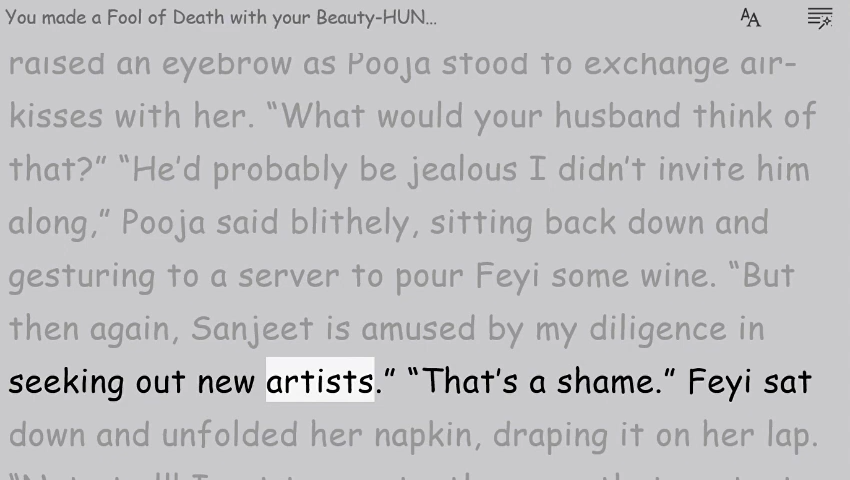 You made a Fool of Death with your Beauty-HUN...
AA
raised an eyebrow as Pooja stood to exchange air-
kisses with her. “What would your husband think of
that?” “He’d probably be jealous I didn’t invite him
along,” Pooja said blithely, sitting back down and
gesturing to a server to pour Feyi some wine. “But
then again, Sanjeet is amused by my diligence in
seeking out new artists.” “That’s a shame.” Feyi sat
down and unfolded her napkin, draping it on her lap.